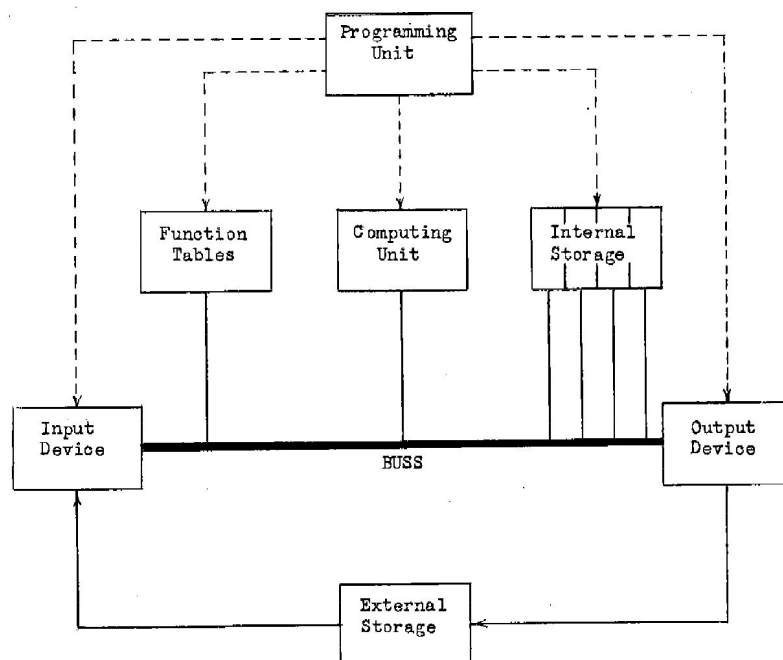 Programming
Unit
Function
Tables
Computing
Unit
Internal
Storage
Input
Device
BUSS
Output
Device
External
Storage